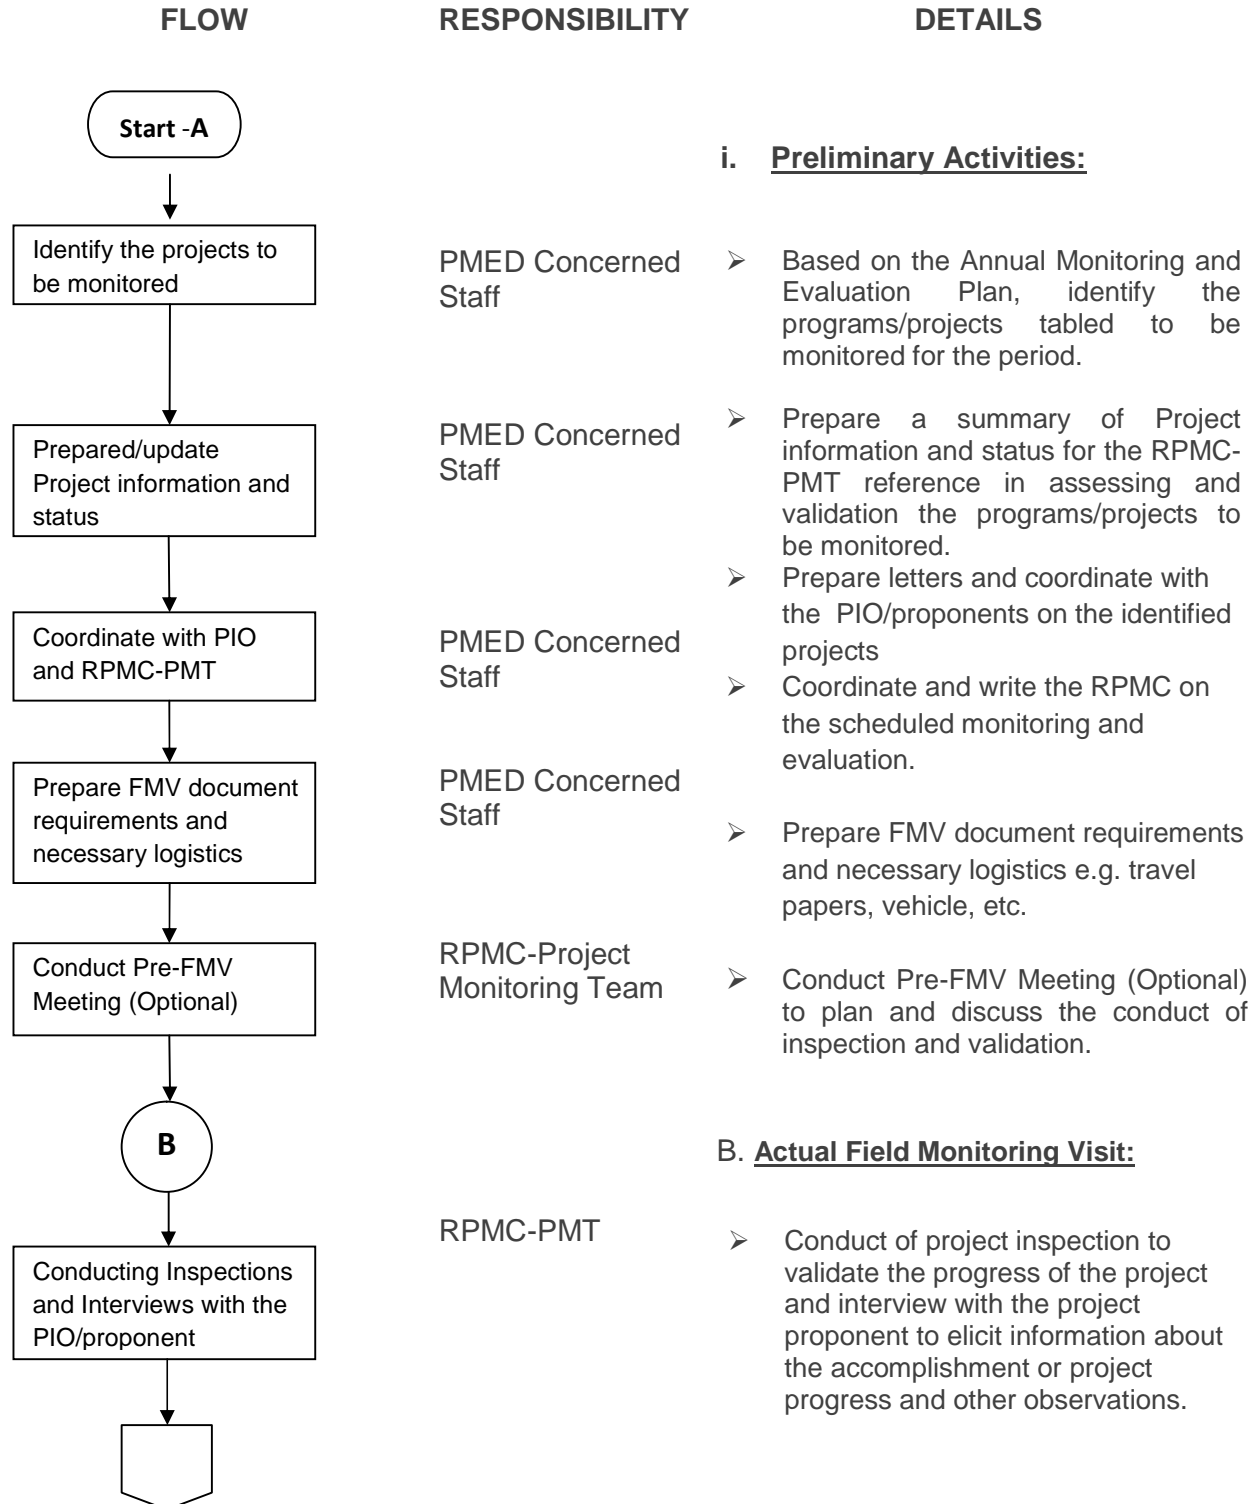 FLOW
RESPONSIBILITY
DETAILS
Start -A
i. Preliminary Activities:
Identify the projects to
be monitored
PMED Concerned
Staff
➢ Based on the Annual Monitoring and
Evaluation Plan, identify the
programs/projects tabled to be
monitored for the period.
Prepared/update
Project information and
status
PMED Concerned
Staff
➢ Prepare a summary of Project
information and status for the RPMC-
PMT reference in assessing and
validation the programs/projects to
be monitored.
Coordinate with PIO
and RPMC-PMT
PMED Concerned
Staff
➢ Prepare letters and coordinate with
the PIO/proponents on the identified
projects
➢ Coordinate and write the RPMC on
the scheduled monitoring and
evaluation.
Prepare FMV document
requirements and
necessary logistics
PMED Concerned
Staff
➢ Prepare FMV document requirements
and necessary logistics e.g. travel
papers, vehicle, etc.
Conduct Pre-FMV
Meeting (Optional)
RPMC-Project
Monitoring Team
➢ Conduct Pre-FMV Meeting (Optional)
to plan and discuss the conduct of
inspection and validation.
B
B. Actual Field Monitoring Visit:
Conducting Inspections
and Interviews with the
PIO/proponent
RPMC-PMT
➢ Conduct of project inspection to
validate the progress of the project
and interview with the project
proponent to elicit information about
the accomplishment or project
progress and other observations.